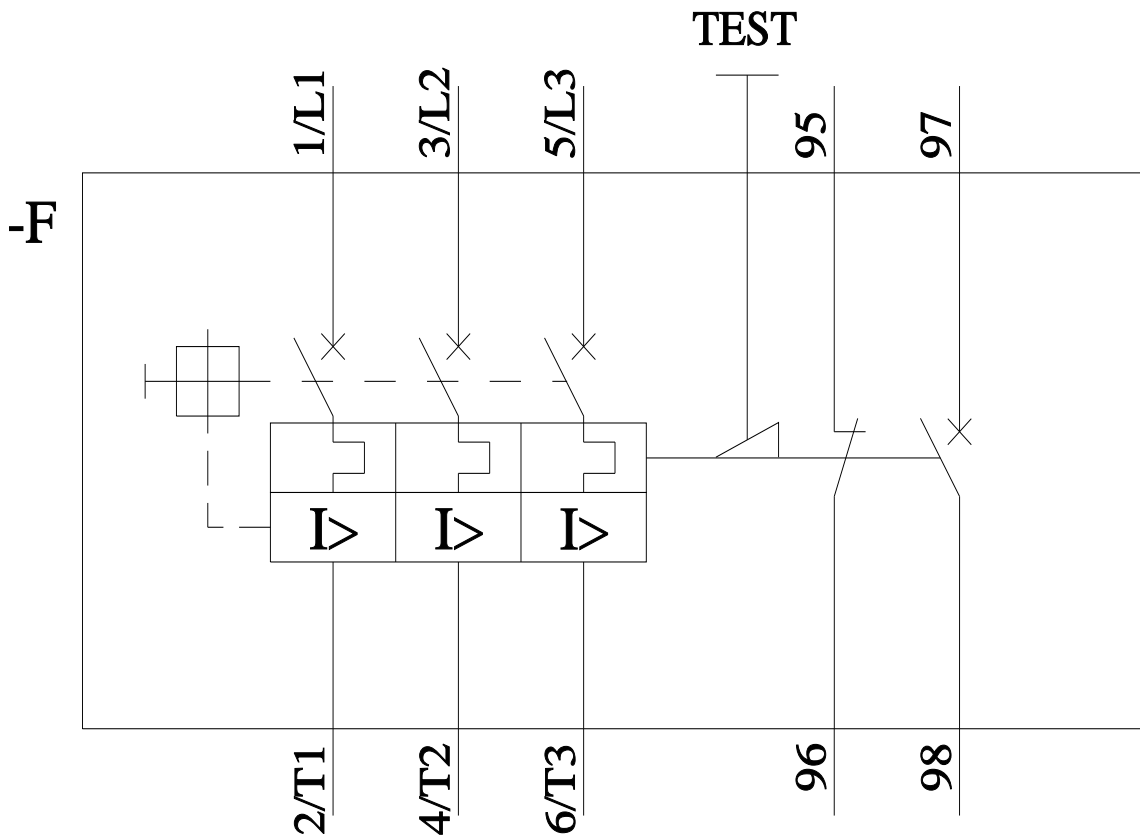 TEST
1/L1
3/L2
5/L3
95
97
-F
I>
I>
I>
2/T1
4/T2
6/T3
96
98